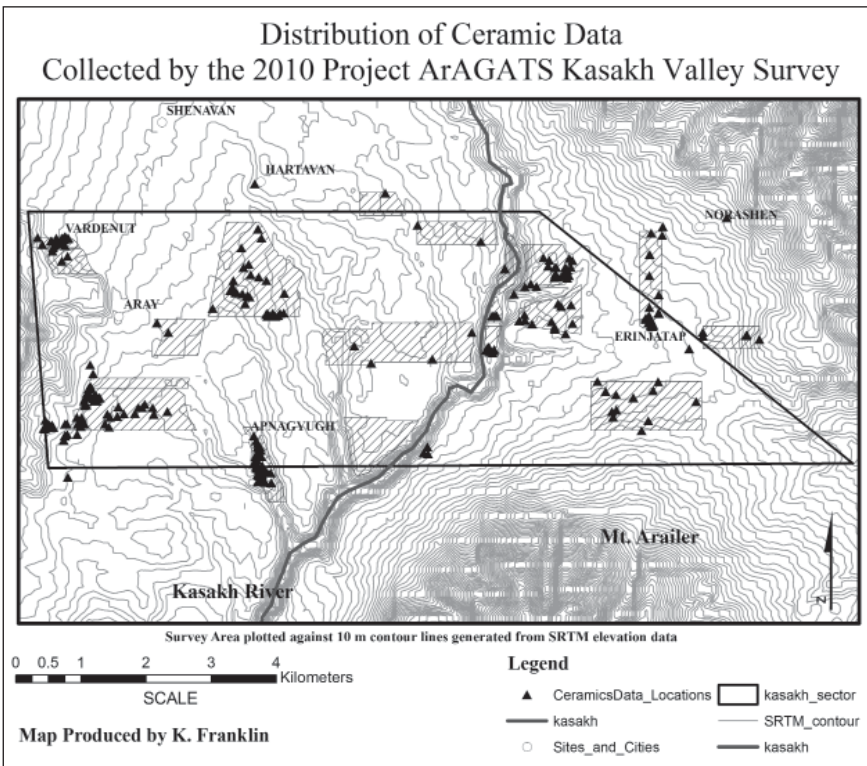 Distribution of Ceramic Data
Collected by the 2010 Project ArAGATS Kasakh Valley Survey
SHENAVAN
HARTAVAN
NORASHEN
VARDENUT
ARAY
ERINJATAP
APNAGYUGH
Mt. Arailer
Kasakh River
N
Survey Area plotted against 10 m contour lines generated from SRTM elevation data
0 0.5 1 2 3 4
Kilometers
SCALE
Legend
CeramicsData_Locations
kasakh_sector
kasakh
SRTM_contour
Sites_and_Cities
kasakh
Map Produced by K. Franklin